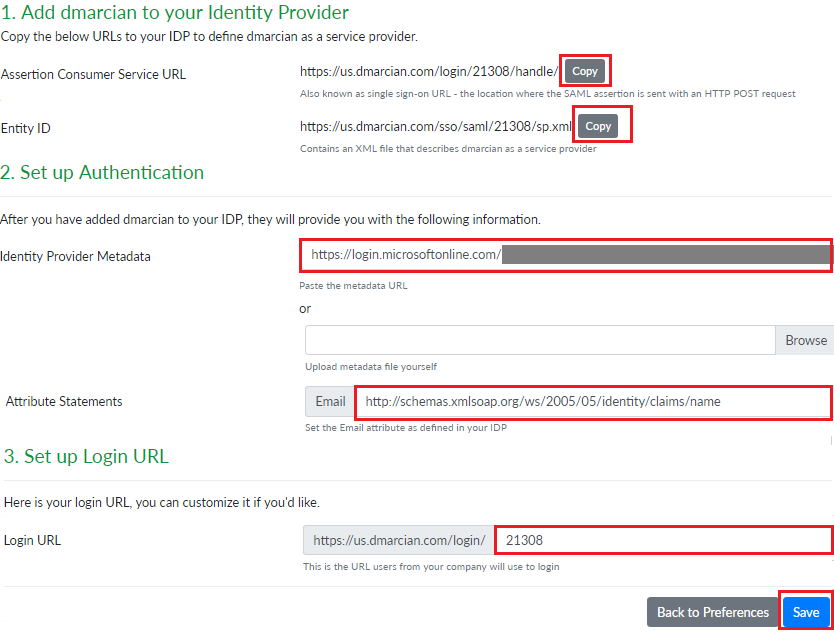 1. Add dmarcian to your Identity Provider
Copy the below URLs to your IDP to define dmarcian as a service provider.
Assertion Consumer Service URL
https://us.dmarcian.com/login/21308/handle/
Copy
Also known as single sign-on URL - the location where the SAML assertion is sent with an HTTP POST request
Entity ID
https://us.dmarcian.com/sso/saml/21308/sp.xml
Copy
Contains an XML file that describes dmarcian as a service provider
2. Set up Authentication
After you have added dmarcian to your IDP, they will provide you with the following information.
Identity Provider Metadata
https://login.microsoftonline.com/
Paste the metadata URL
or
Browse
Upload metadata file yourself
Attribute Statements
Email
http://schemas.xmlsoap.org/ws/2005/05/identity/claims/name
Set the Email attribute as defined in your IDP
3. Set up Login URL
Here is your login URL, you can customize it if you'd like.
Login URL
https://us.dmarcian.com/login/
21308
This is the URL users from your company will use to login
Back to Preferences
Save